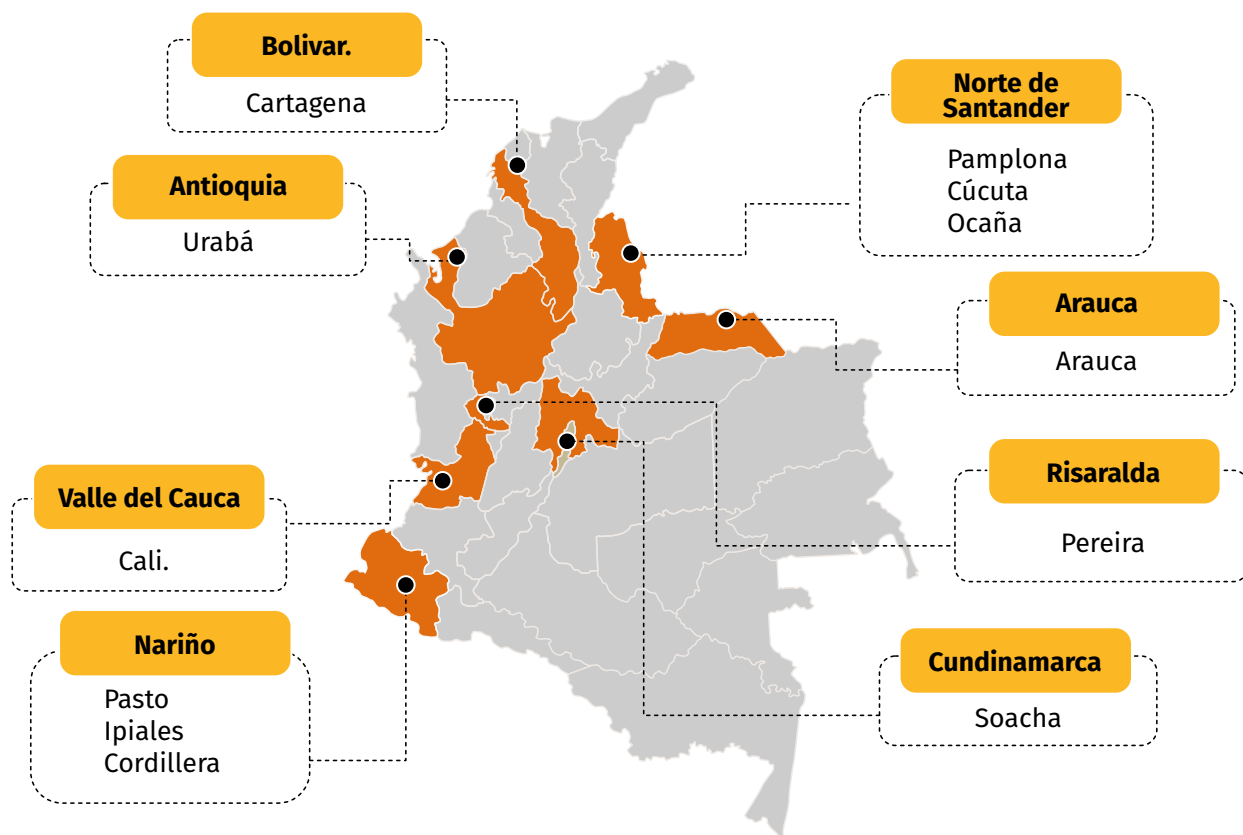 Bolivar.
Cartagena
Antioquia
Urabá
Valle del Cauca
Cali.
Nariño
Pasto
Ipiales
Cordillera
Norte de
Santander
Pamplona
Cúcuta
Ocaña
Arauca
Arauca
Risaralda
Pereira
Cundinamarca
Soacha